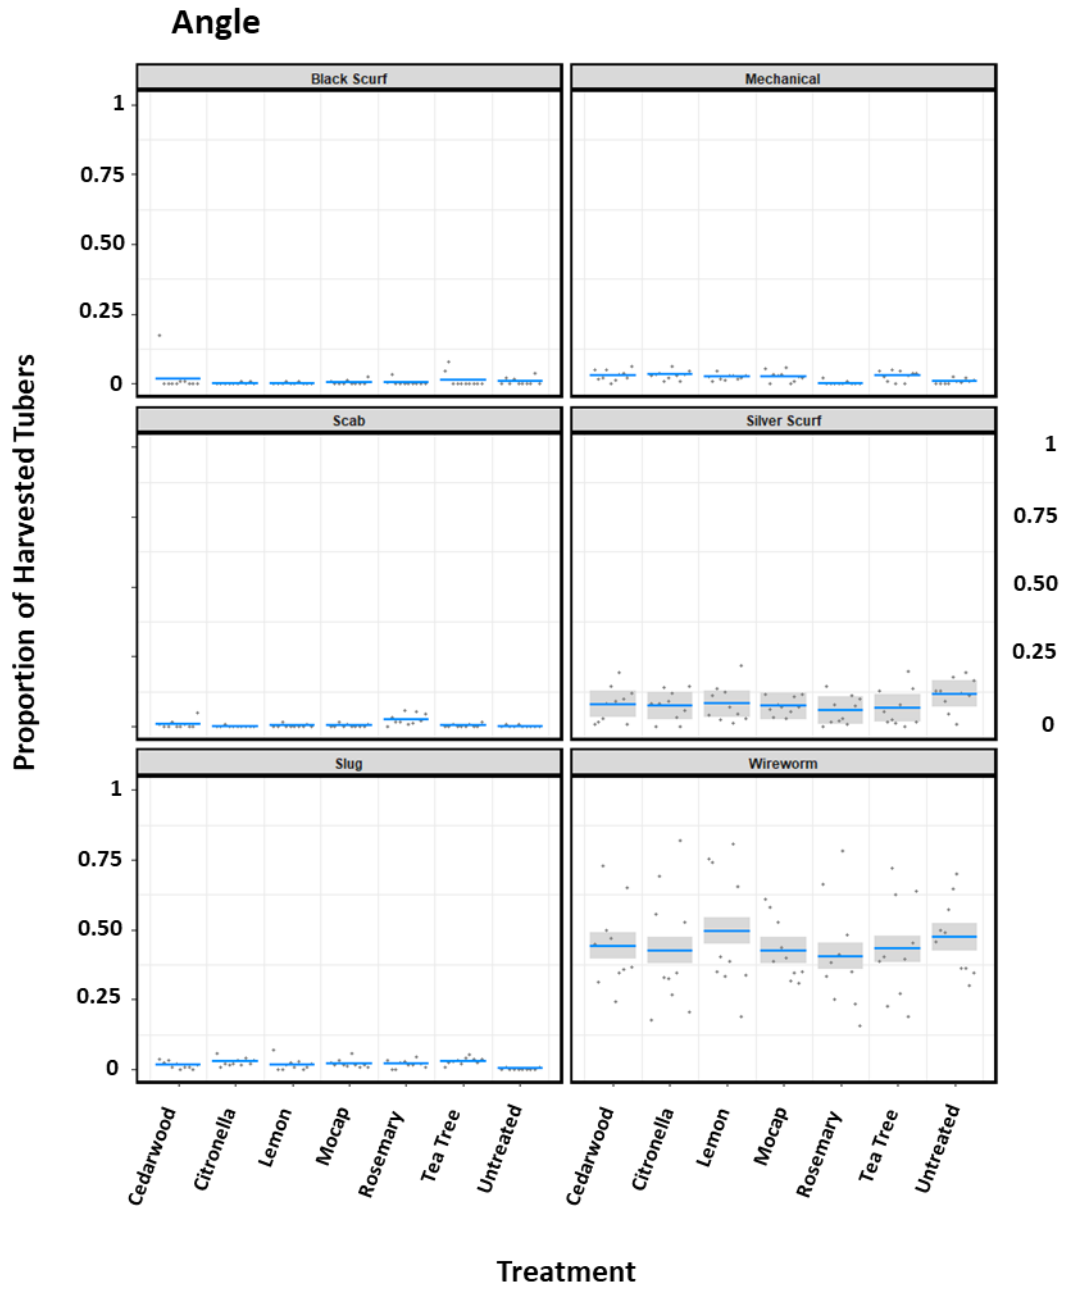 Angle
Black Scurf
Mechanical
1
0.75
0.50
0.25
0
Scab
Silver Scurf
1
0.75
0.50
0.25
0
Slug
Wireworm
1
0.75
0.50
0.25
0
Proportion of Harvested Tubers
Cedarwood
Citronella
Lemon
Mocap
Rosemary
Tea Tree
Untreated
Cedarwood
Citronella
Lemon
Mocap
Rosemary
Tea Tree
Untreated
Treatment